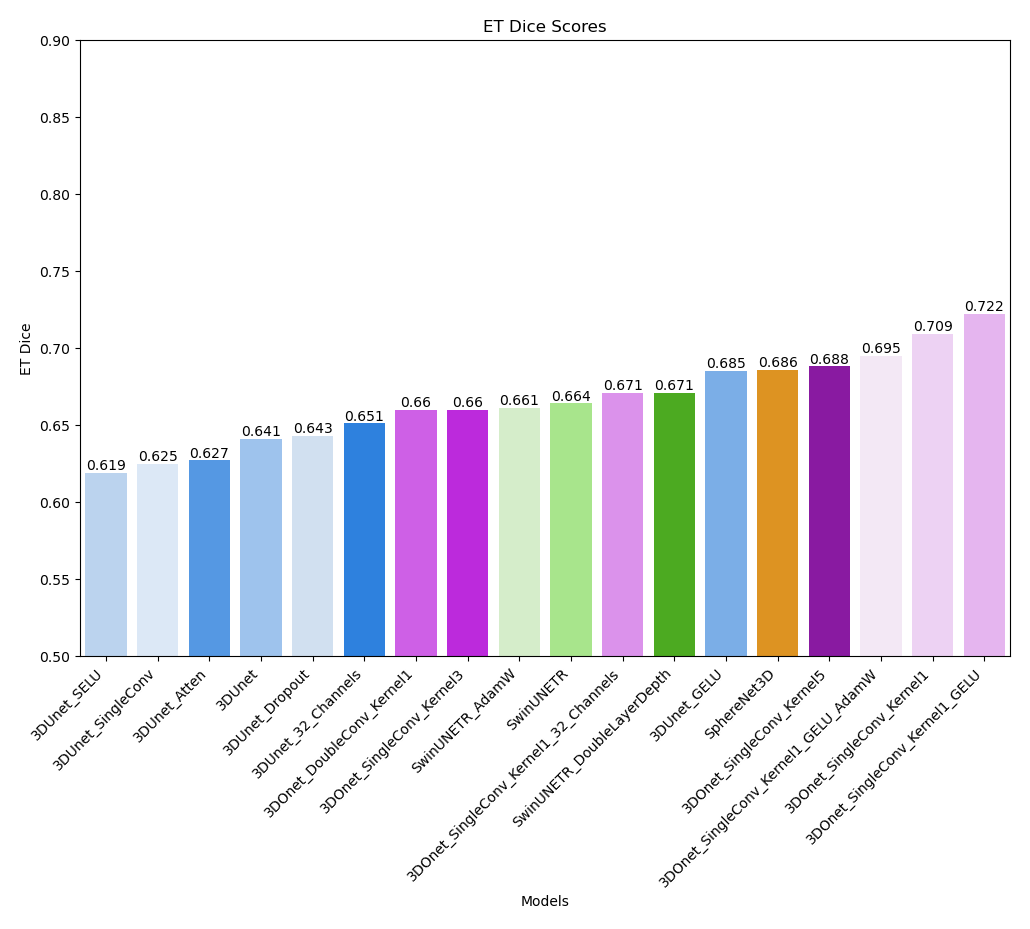 ET Dice Scores
ET Dice
0.90
0.85
0.80
0.75
0.70
0.65
0.60
0.55
0.50
0.619
0.625
0.627
0.641
0.643
0.651
0.66
0.66
0.661
0.664
0.671
0.671
0.685
0.686
0.688
0.695
0.709
0.722
3DUnet_SELU
3DUnet_SingleConv
3DUnet_Atten
3DUnet
3DUnet_Dropout
3DUnet_32_Channels
3DOnet_DoubleConv_Kernel1
3DOnet_SingleConv_Kernel3
SwinUNETR_AdamW
SwinUNETR
3DOnet_SingleConv_Kernel1_32_Channels
SwinUNETR_DoubleLayerDepth
3DUnet_GELU
SphereNet3D
3DOnet_SingleConv_Kernel5
3DOnet_SingleConv_Kernel1_GELU_AdamW
3DOnet_SingleConv_Kernel1
3DOnet_SingleConv_Kernel1_GELU
Models